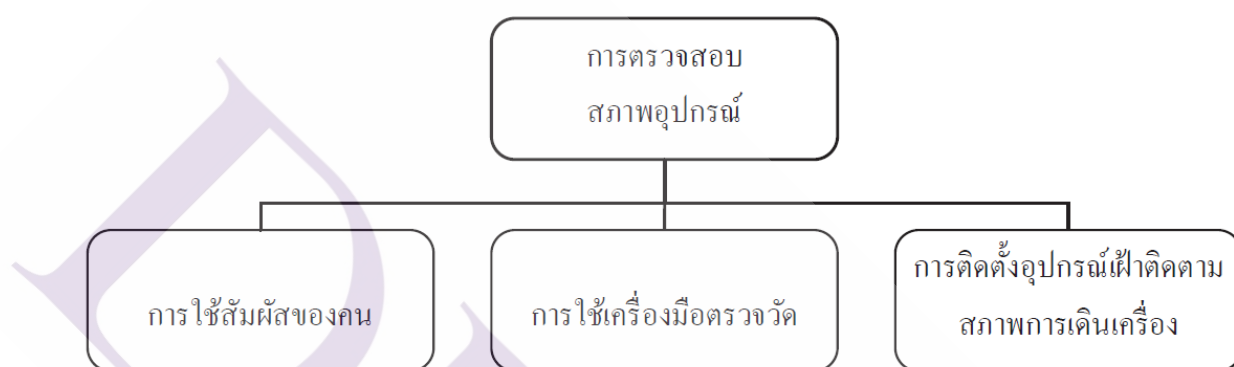 การตรวจสอบ
สภาพอุปกรณ์
การใช้สัมผัสของคน
การใช้เครื่องมือตรวจวัด
การติดตั้งอุปกรณ์เฝ้าติดตาม
สภาพการเดินเครื่อง